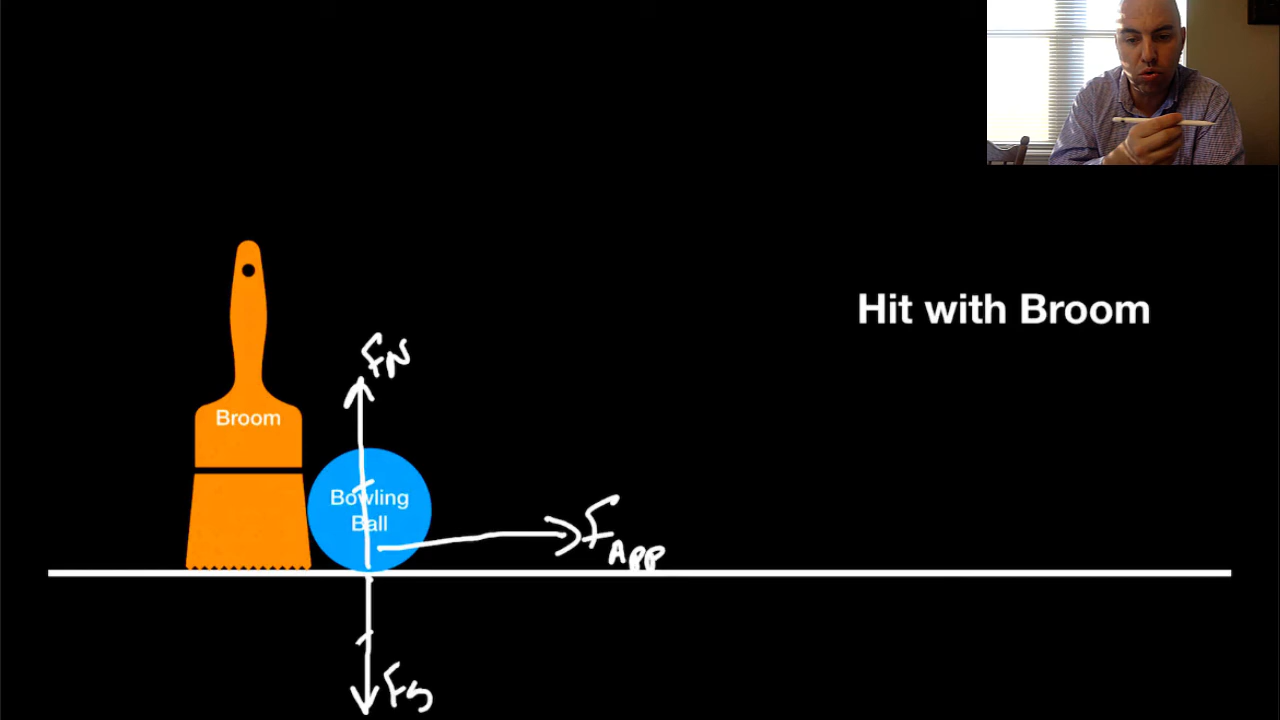 Hit with Broom
FN
Broom
Bowling
Ball
FAPP
Fg